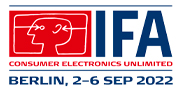 IFA
CONSUMER ELECTRONICS UNLIMITED
BERLIN, 2–6 SEP 2022